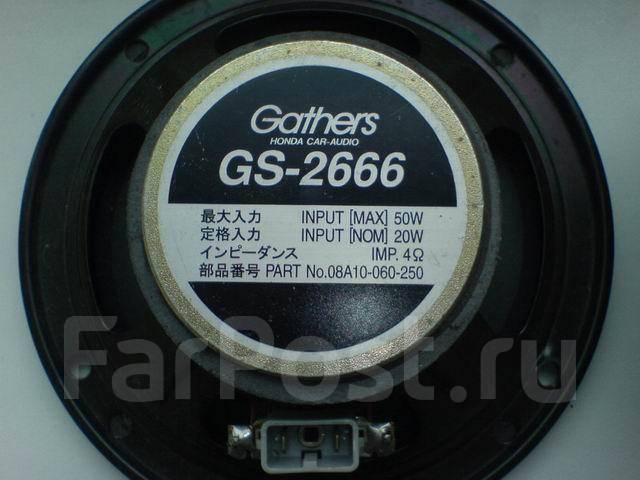 Gathers
HONDA CAR-AUDIO
GS-2666
最大入力 INPUT [MAX] 50W
定格入力 INPUT [NOM] 20W
インピーダンス IMP. 4Ω
部品番号 PART No.08A10-060-250
FarPost.ru